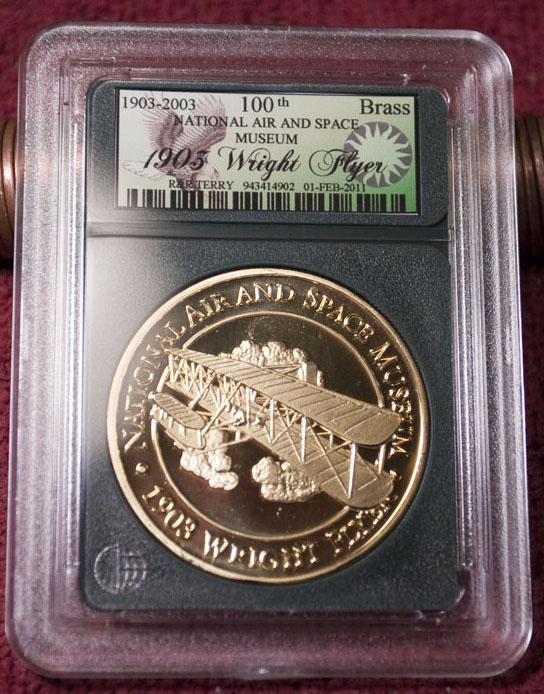 1903-2003 100th Brass
NATIONAL AIR AND SPACE
MUSEUM
1903 Wright Flyer
R&R TERRY 943414902 01-FEB-2011
NATIONAL AIR AND SPACE MUSEUM
1903 WRIGHT FLYER